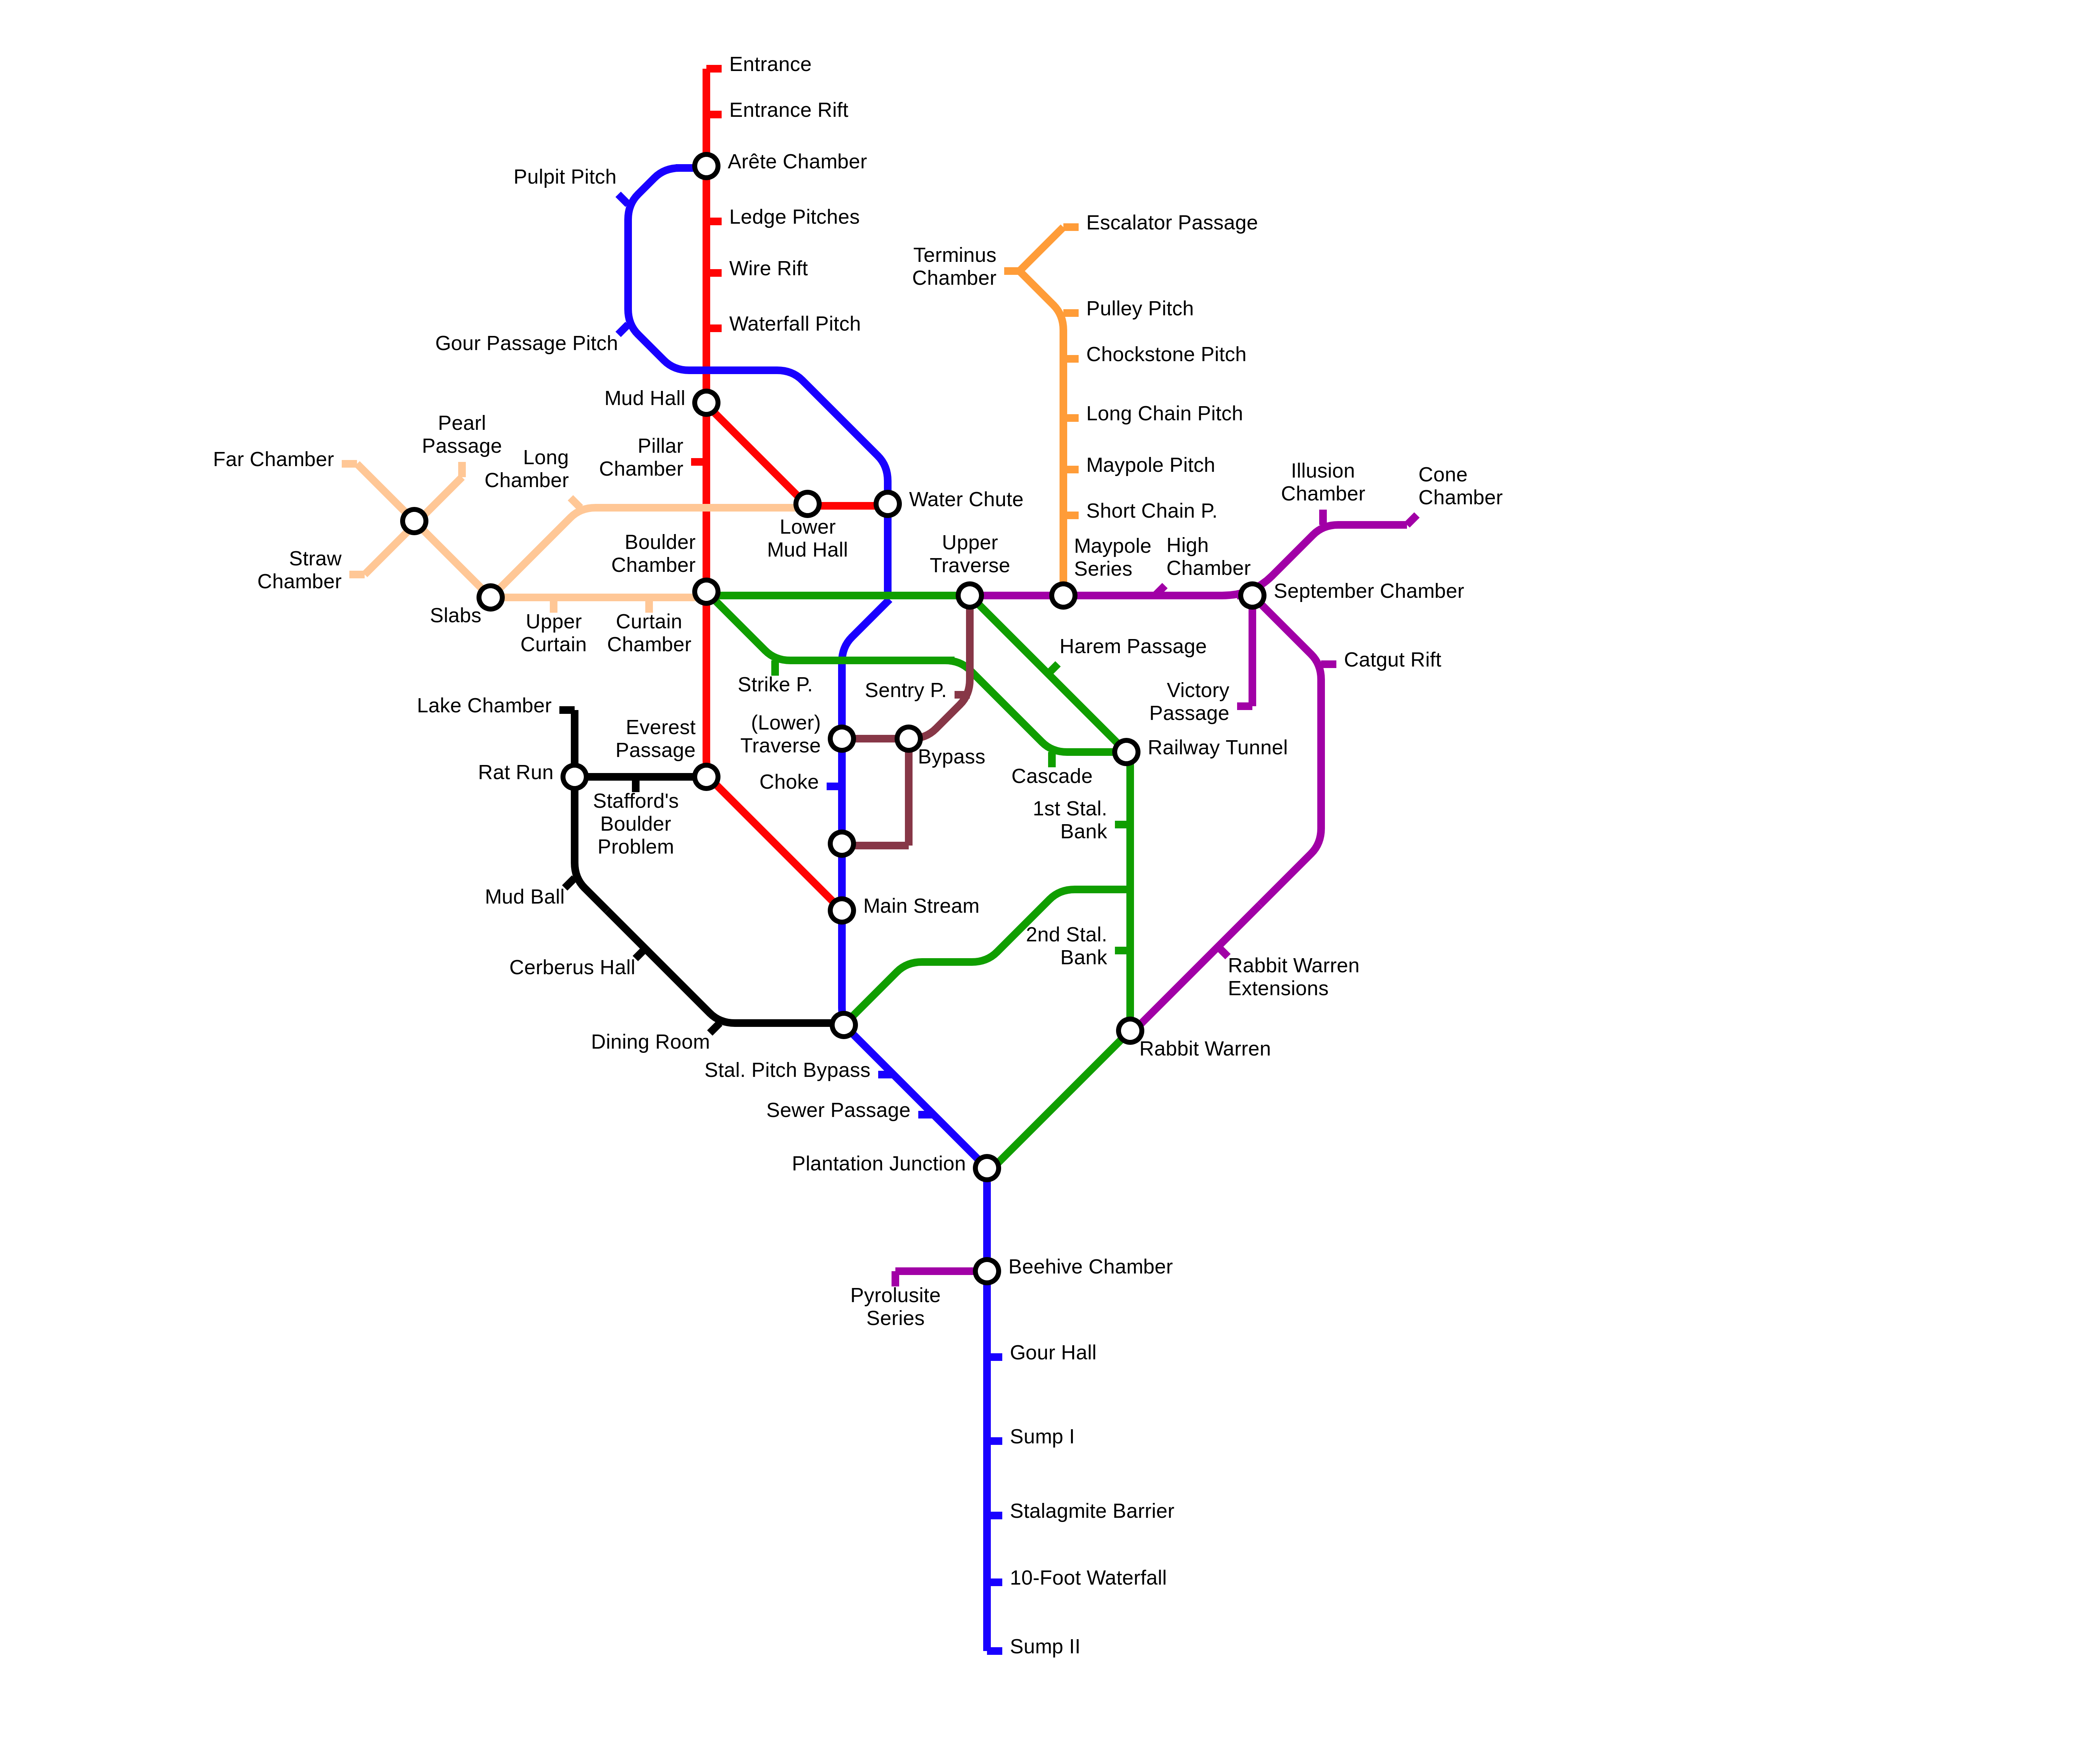 Entrance
Entrance Rift
Arête Chamber
Pulpit Pitch
Ledge Pitches
Escalator Passage
Terminus
Chamber
Wire Rift
Pulley Pitch
Waterfall Pitch
Gour Passage Pitch
Chockstone Pitch
Mud Hall
Long Chain Pitch
Pearl
Passage
Far Chamber
Long
Chamber
Pillar
Chamber
Maypole Pitch
Illusion
Chamber
Cone
Chamber
Water Chute
Short Chain P.
Lower
Mud Hall
Straw
Chamber
Boulder
Chamber
Upper
Traverse
Maypole
Series
High
Chamber
September Chamber
Slabs
Upper
Curtain
Curtain
Chamber
Harem Passage
Catgut Rift
Strike P.
Sentry P.
Victory
Passage
Lake Chamber
Everest
Passage
(Lower)
Traverse
Bypass
Railway Tunnel
Rat Run
Choke
Cascade
Stafford's
Boulder
Problem
1st Stal.
Bank
Mud Ball
Main Stream
2nd Stal.
Bank
Cerberus Hall
Rabbit Warren
Extensions
Dining Room
Rabbit Warren
Stal. Pitch Bypass
Sewer Passage
Plantation Junction
Beehive Chamber
Pyrolusite
Series
Gour Hall
Sump I
Stalagmite Barrier
10-Foot Waterfall
Sump II